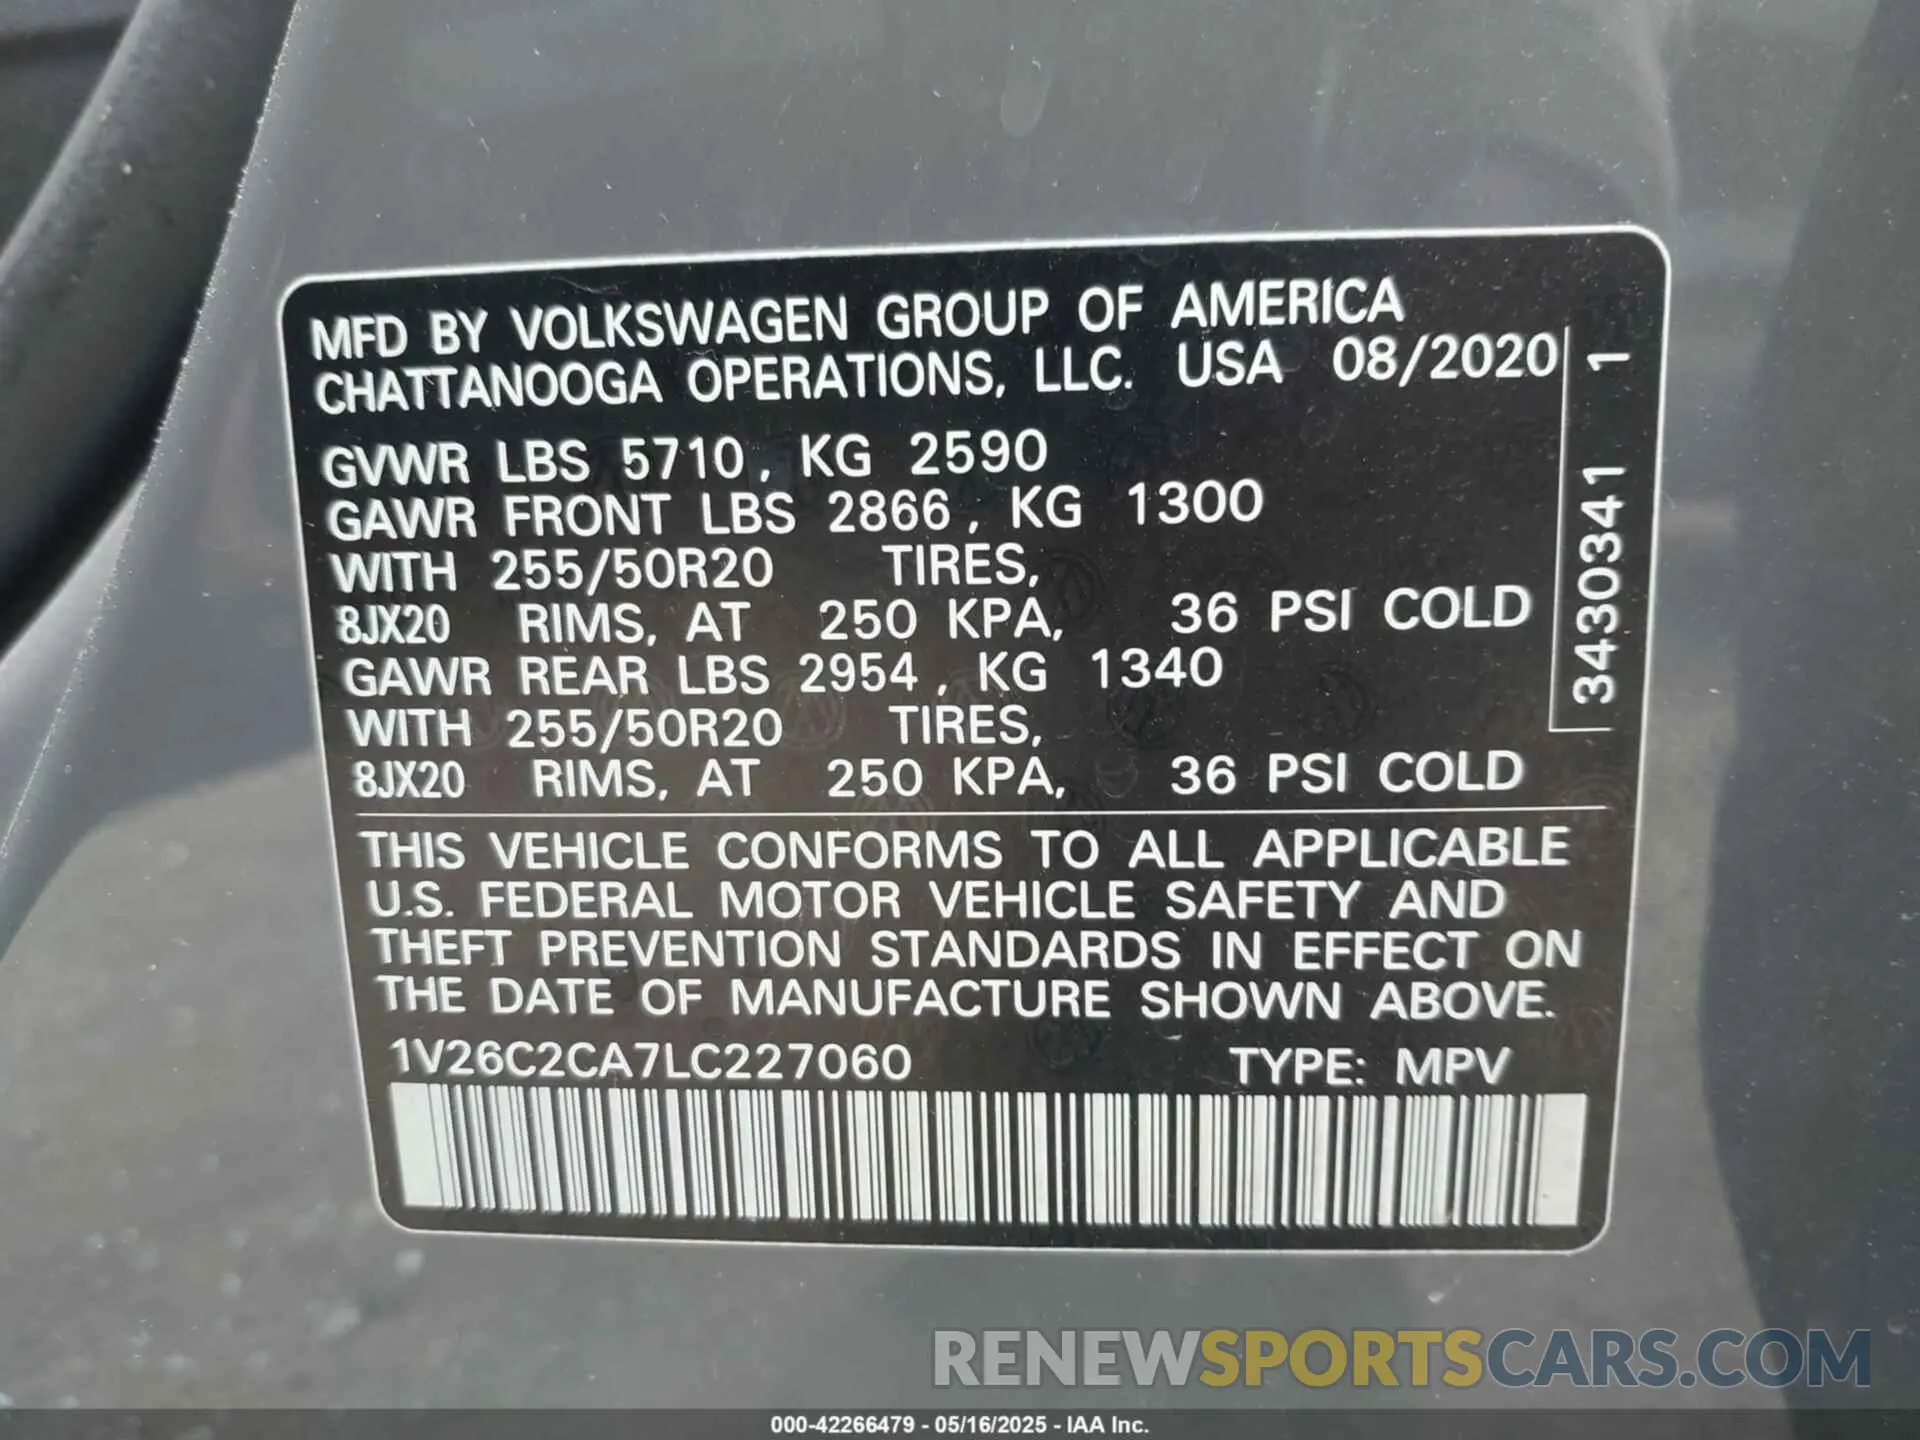 MFD BY VOLKSWAGEN GROUP OF AMERICA
CHATTANOOGA OPERATIONS, LLC. USA 08/2020
GVWR LBS 5710, KG 2590
GAWR FRONT LBS 2866, KG 1300
WITH 255/50R20 TIRES,
8JX20 RIMS, AT 250 KPA, 36 PSI COLD
GAWR REAR LBS 2954, KG 1340
WITH 255/50R20 TIRES,
8JX20 RIMS, AT 250 KPA, 36 PSI COLD
3430341 1
THIS VEHICLE CONFORMS TO ALL APPLICABLE
U.S. FEDERAL MOTOR VEHICLE SAFETY AND
THEFT PREVENTION STANDARDS IN EFFECT ON
THE DATE OF MANUFACTURE SHOWN ABOVE.
1V26C2CA7LC227060 TYPE: MPV
RENEWSPORTSCARS.COM
000-42266479 - 05/16/2025 - IAA Inc.